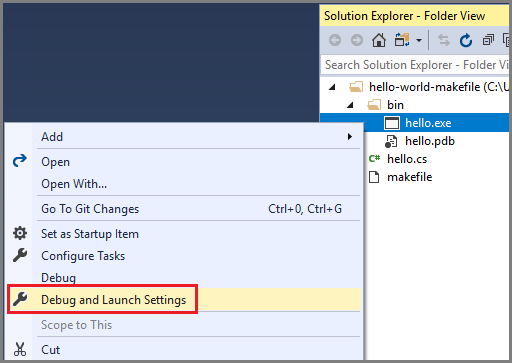 Solution Explorer - Folder View
Search Solution Explorer - Folder View
hello-world-makefile (C:\U
bin
hello.exe
hello.pdb
C# hello.cs
makefile
Add
Open
Open With...
Go To Git Changes Ctrl+0, Ctrl+G
Set as Startup Item
Configure Tasks
Debug
Debug and Launch Settings
Scope to This
Cut